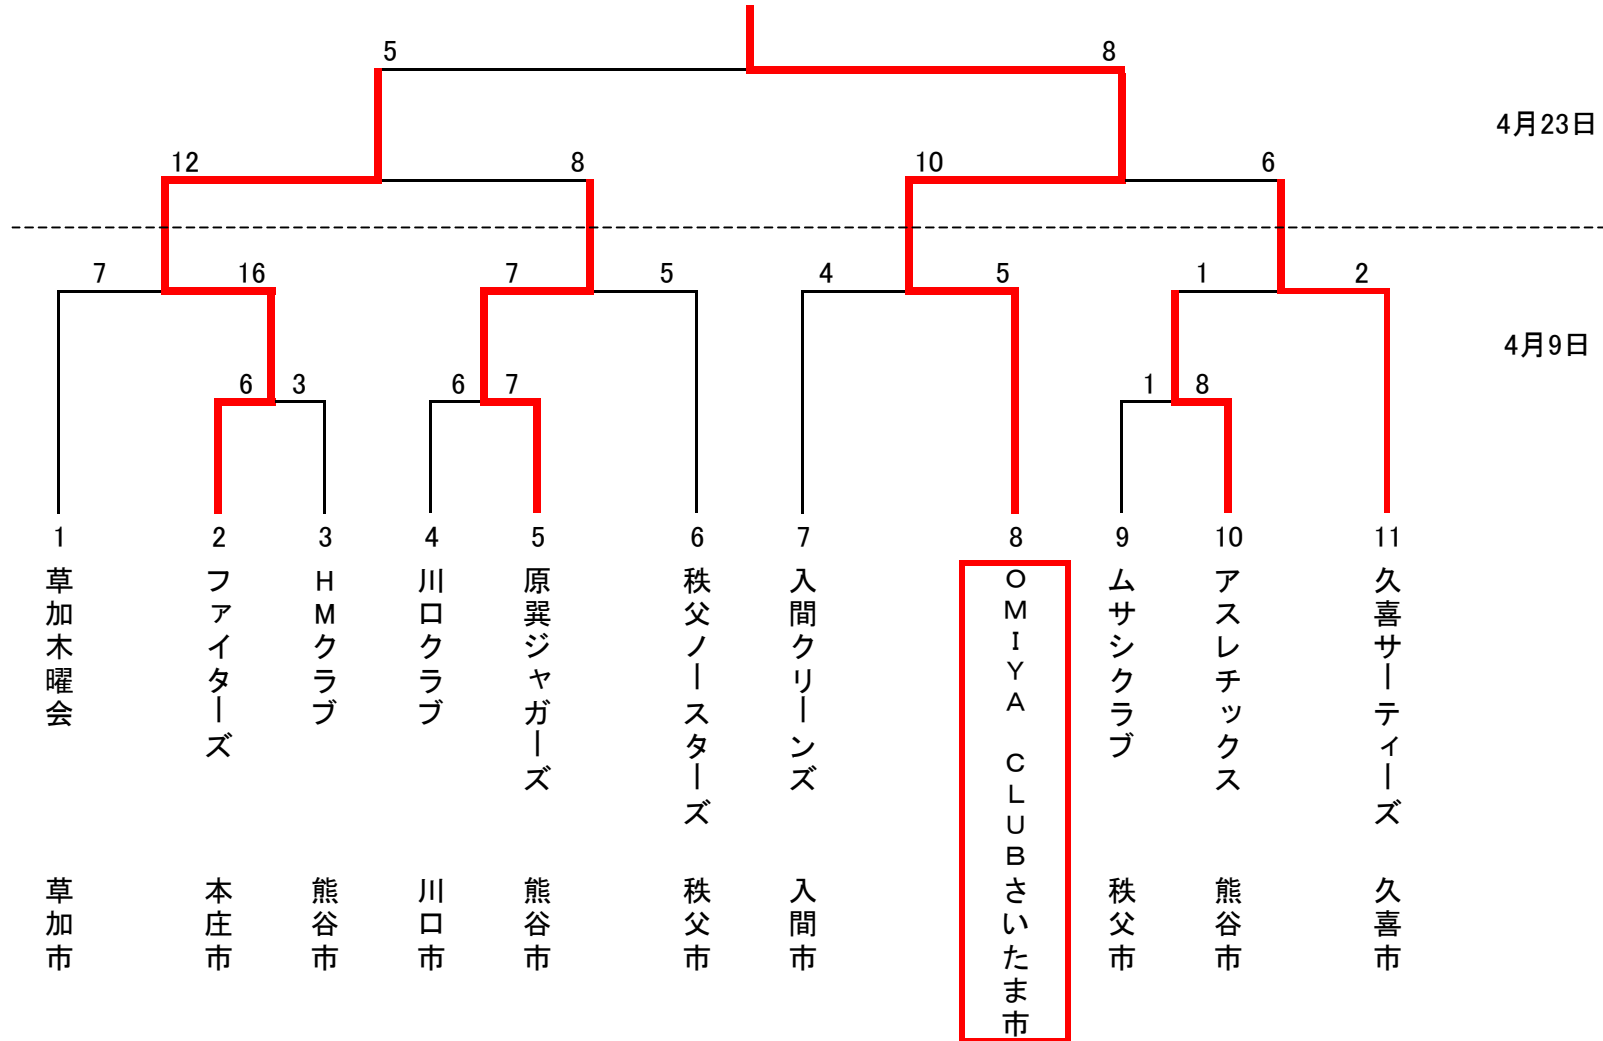 5 8
4月23日
12 8 10 6
7 16 7 5 4 5 1 2
4月9日
6 3 6 7 1 8
1 2 3 4 5 6 7 8 9 10 11
草加木曜会
ファイターズ
HMクラブ
川口クラブ
原巽ジャガーズ
秩父ノースターズ
入間クリーンズ
OMIYA CLUB
ムサシクラブ
アスレチックス
久喜サーティーズ
草加市
本庄市
熊谷市
川口市
熊谷市
秩父市
入間市
さいたま市
秩父市
熊谷市
久喜市